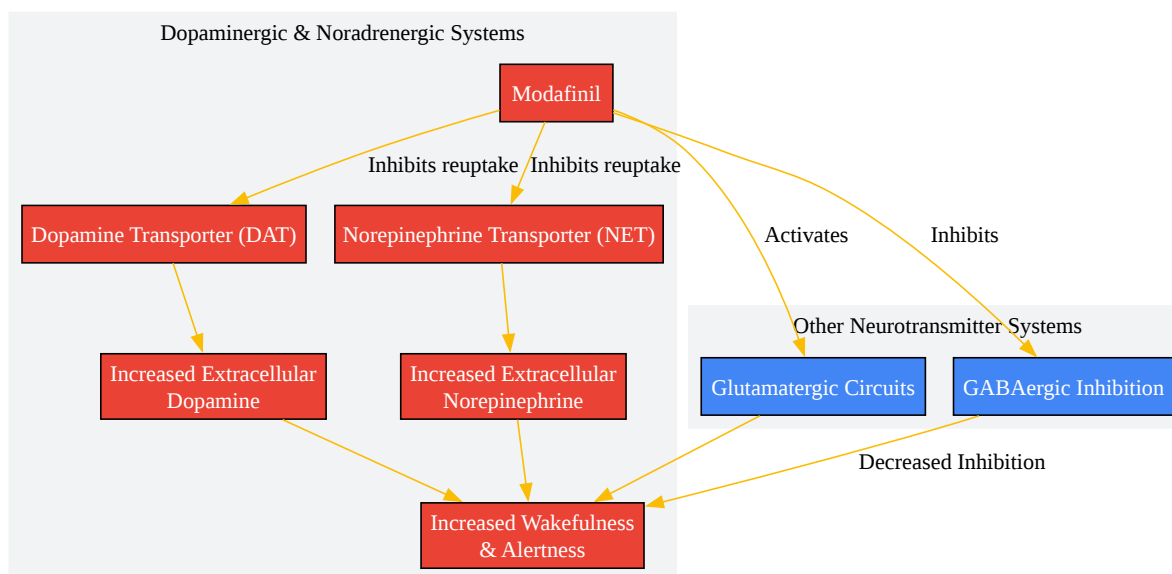 Dopaminergic & Noradrenergic Systems
Modafinil
Inhibits reuptake
Inhibits reuptake
Dopamine Transporter (DAT)
Norepinephrine Transporter (NET)
Activates
Inhibits
Other Neurotransmitter Systems
Increased Extracellular
Dopamine
Increased Extracellular
Norepinephrine
Glutamatergic Circuits
GABAergic Inhibition
Decreased Inhibition
Increased Wakefulness
& Alertness